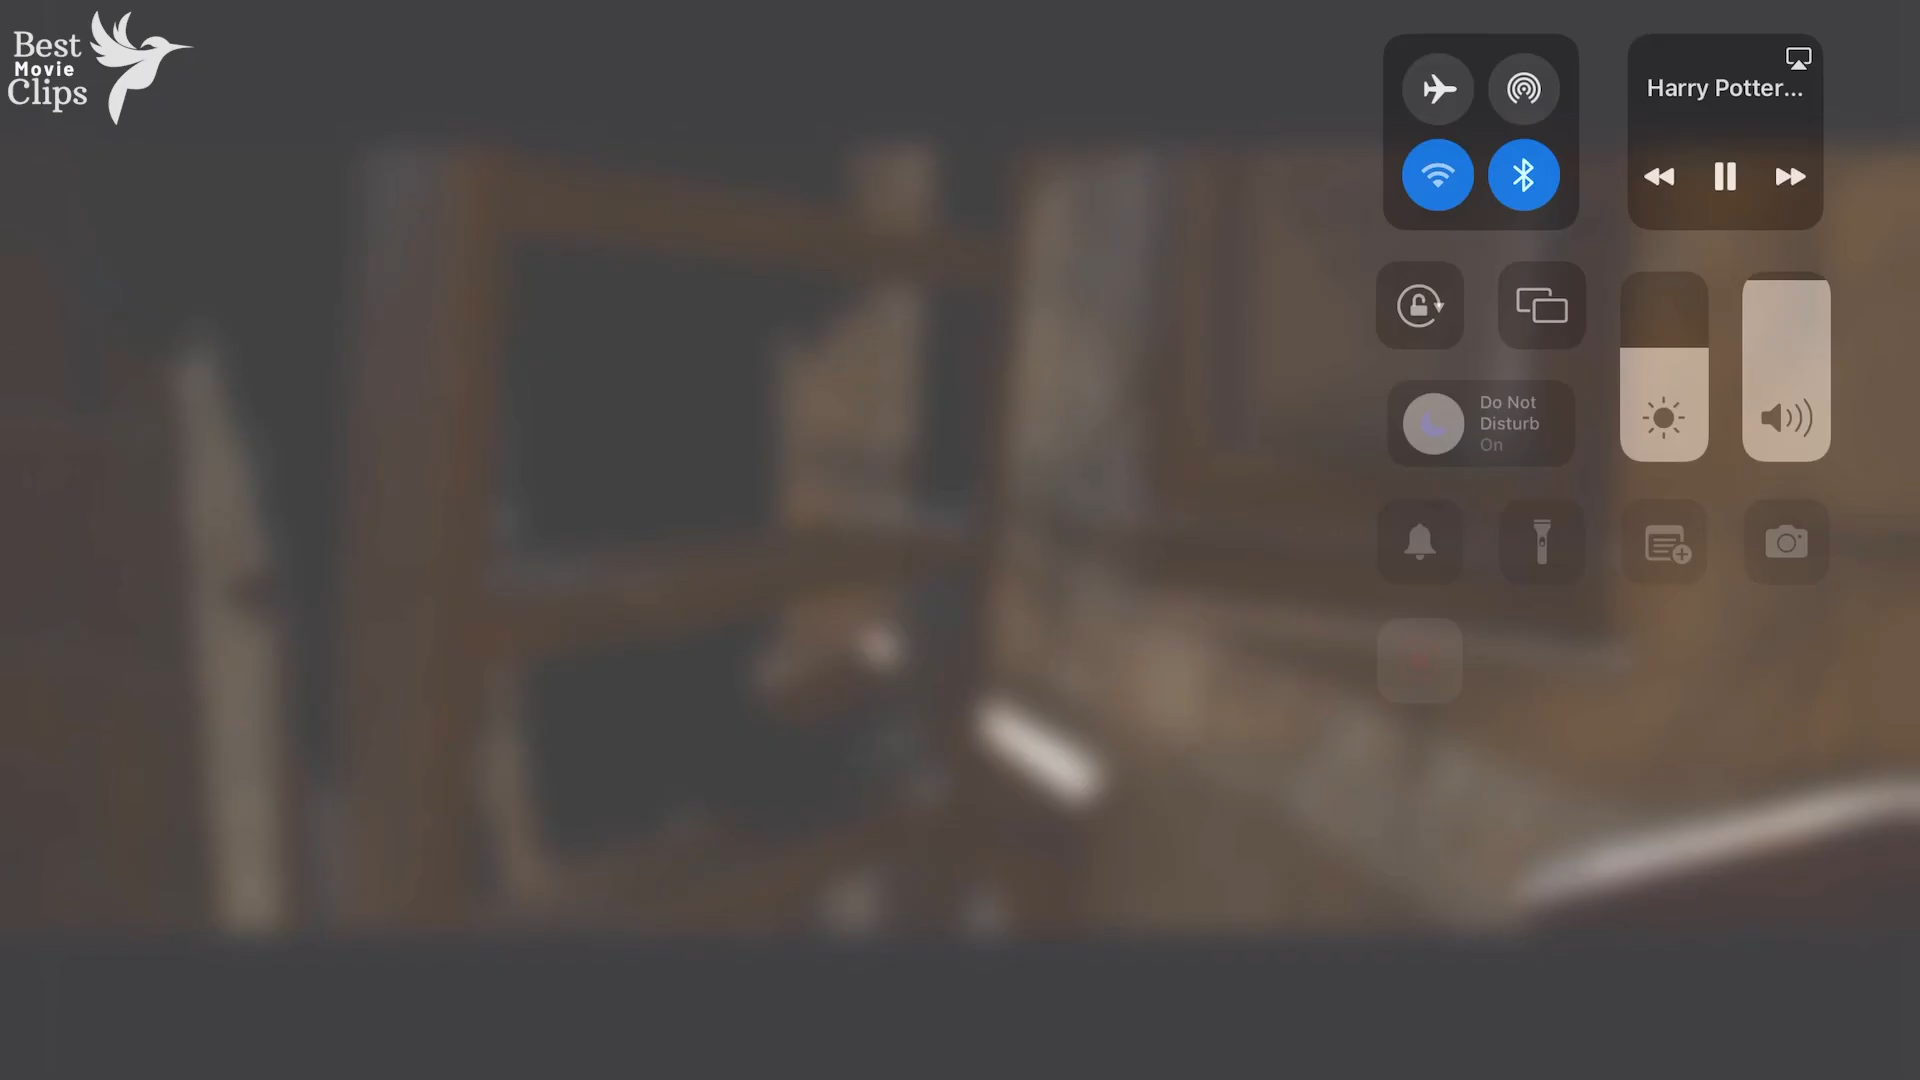 Best
Movie
Clips
Harry Potter...
Do Not
Disturb
On